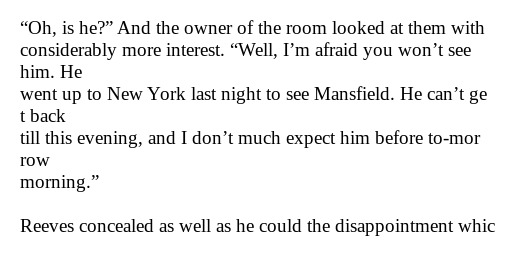 “Oh, is he?” And the owner of the room looked at them with
considerably more interest. “Well, I’m afraid you won’t see
him. He
went up to New York last night to see Mansfield. He can’t ge
t back
till this evening, and I don’t much expect him before to-mor
row
morning.”

Reeves concealed as well as he could the disappointment whic